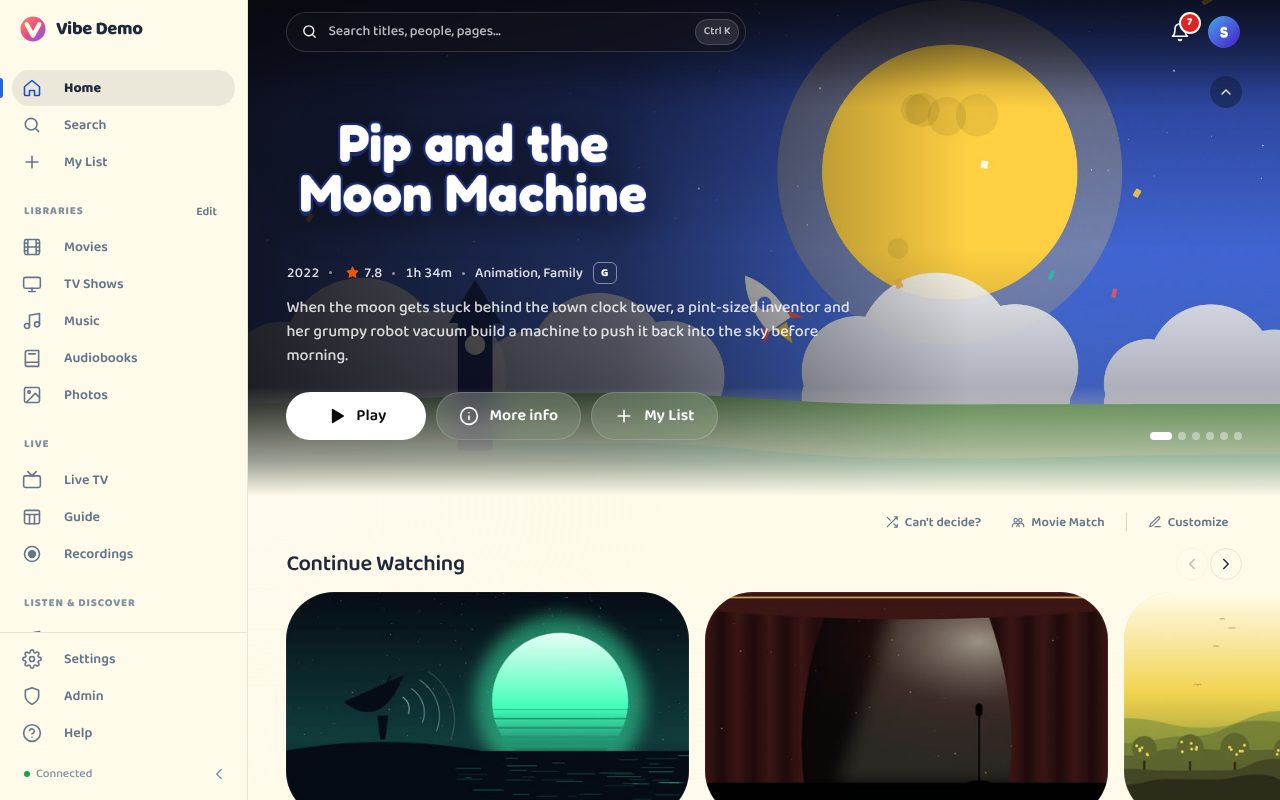 Vibe Demo
Search titles, people, pages...
Ctrl K
7
S
Home
Search
My List
LIBRARIES
Edit
Movies
TV Shows
Music
Audiobooks
Photos
LIVE
Live TV
Guide
Recordings
LISTEN & DISCOVER
Settings
Admin
Help
Connected
Pip and the
Moon Machine
2022 • 7.8 • 1h 34m • Animation, Family G
When the moon gets stuck behind the town clock tower, a pint-sized inventor and
her grumpy robot vacuum build a machine to push it back into the sky before
morning.
Play
More info
My List
Can't decide?
Movie Match
Customize
Continue Watching